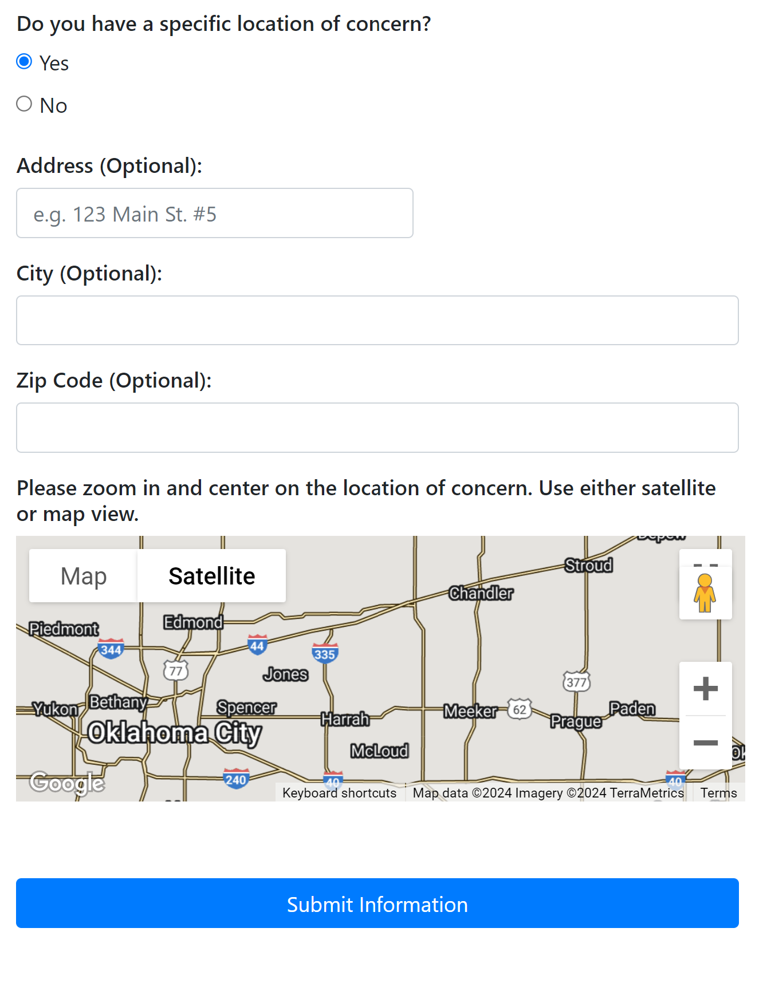 Do you have a specific location of concern?
Yes
No
Address (Optional):
e.g. 123 Main St. #5
City (Optional):
Zip Code (Optional):
Please zoom in and center on the location of concern. Use either satellite
or map view.
Map Satellite
Stroud
Chandler
Piedmont Edmond
344 44 335
77 Jones 377
Yukon Bethany Spencer Harrah Meeker 62 Prague Paden
Oklahoma City
McLoud
Google 240 40 40
Keyboard shortcuts Map data ©2024 Imagery ©2024 TerraMetrics Terms
Submit Information